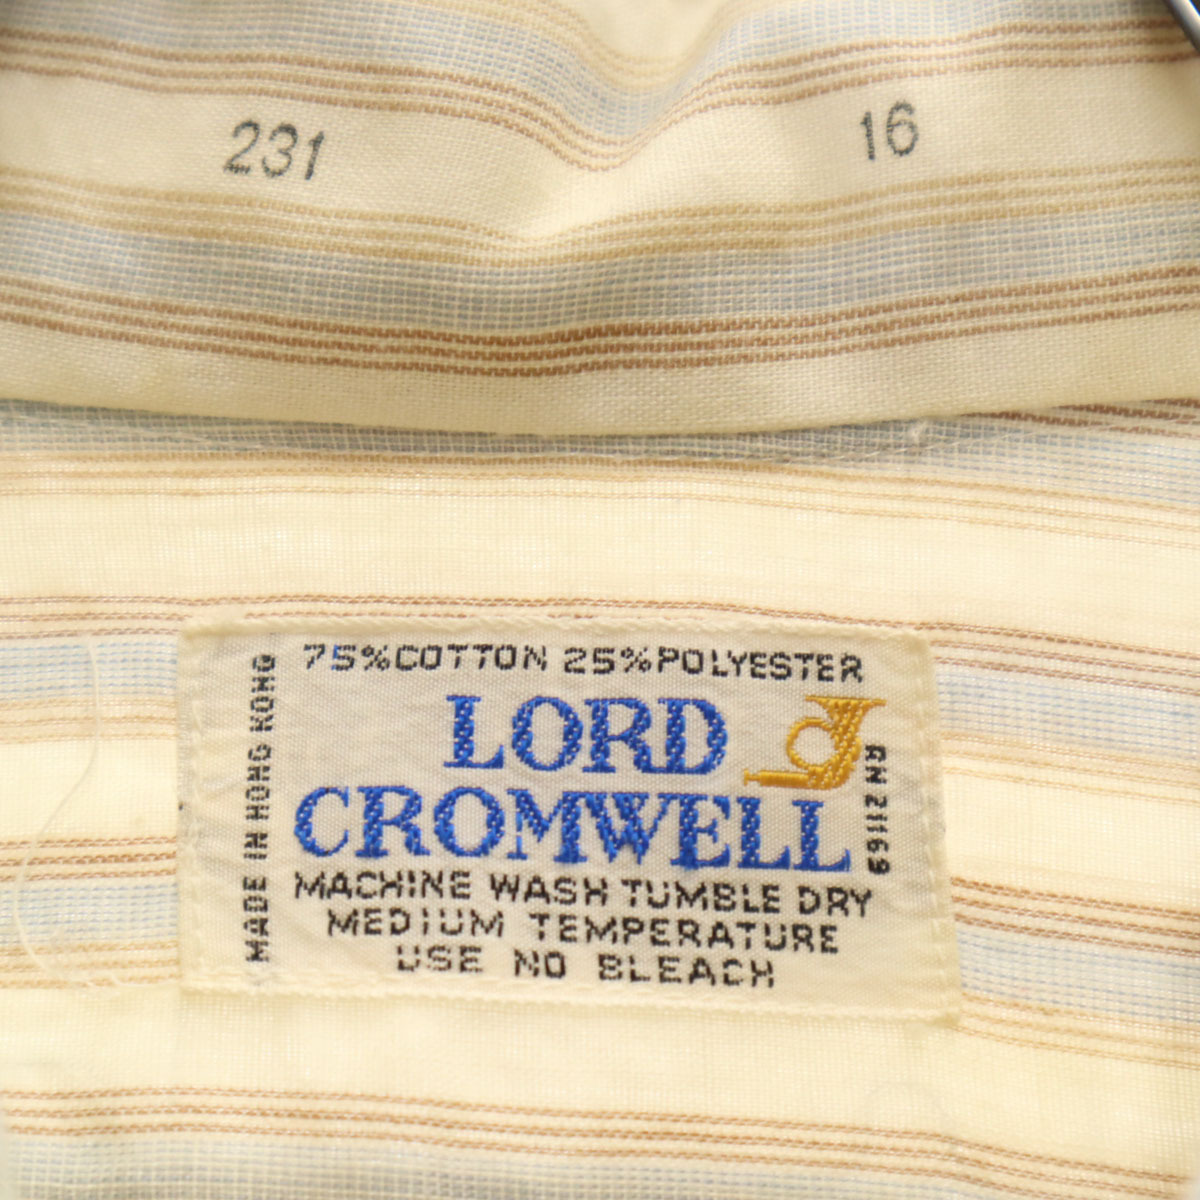 231
16
75%COTTON 25%POLYESTER
MADE IN HONG KONG
LORD
CROMWELL
RN 21169
MACHINE WASH TUMBLE DRY
MEDIUM TEMPERATURE
USE NO BLEACH